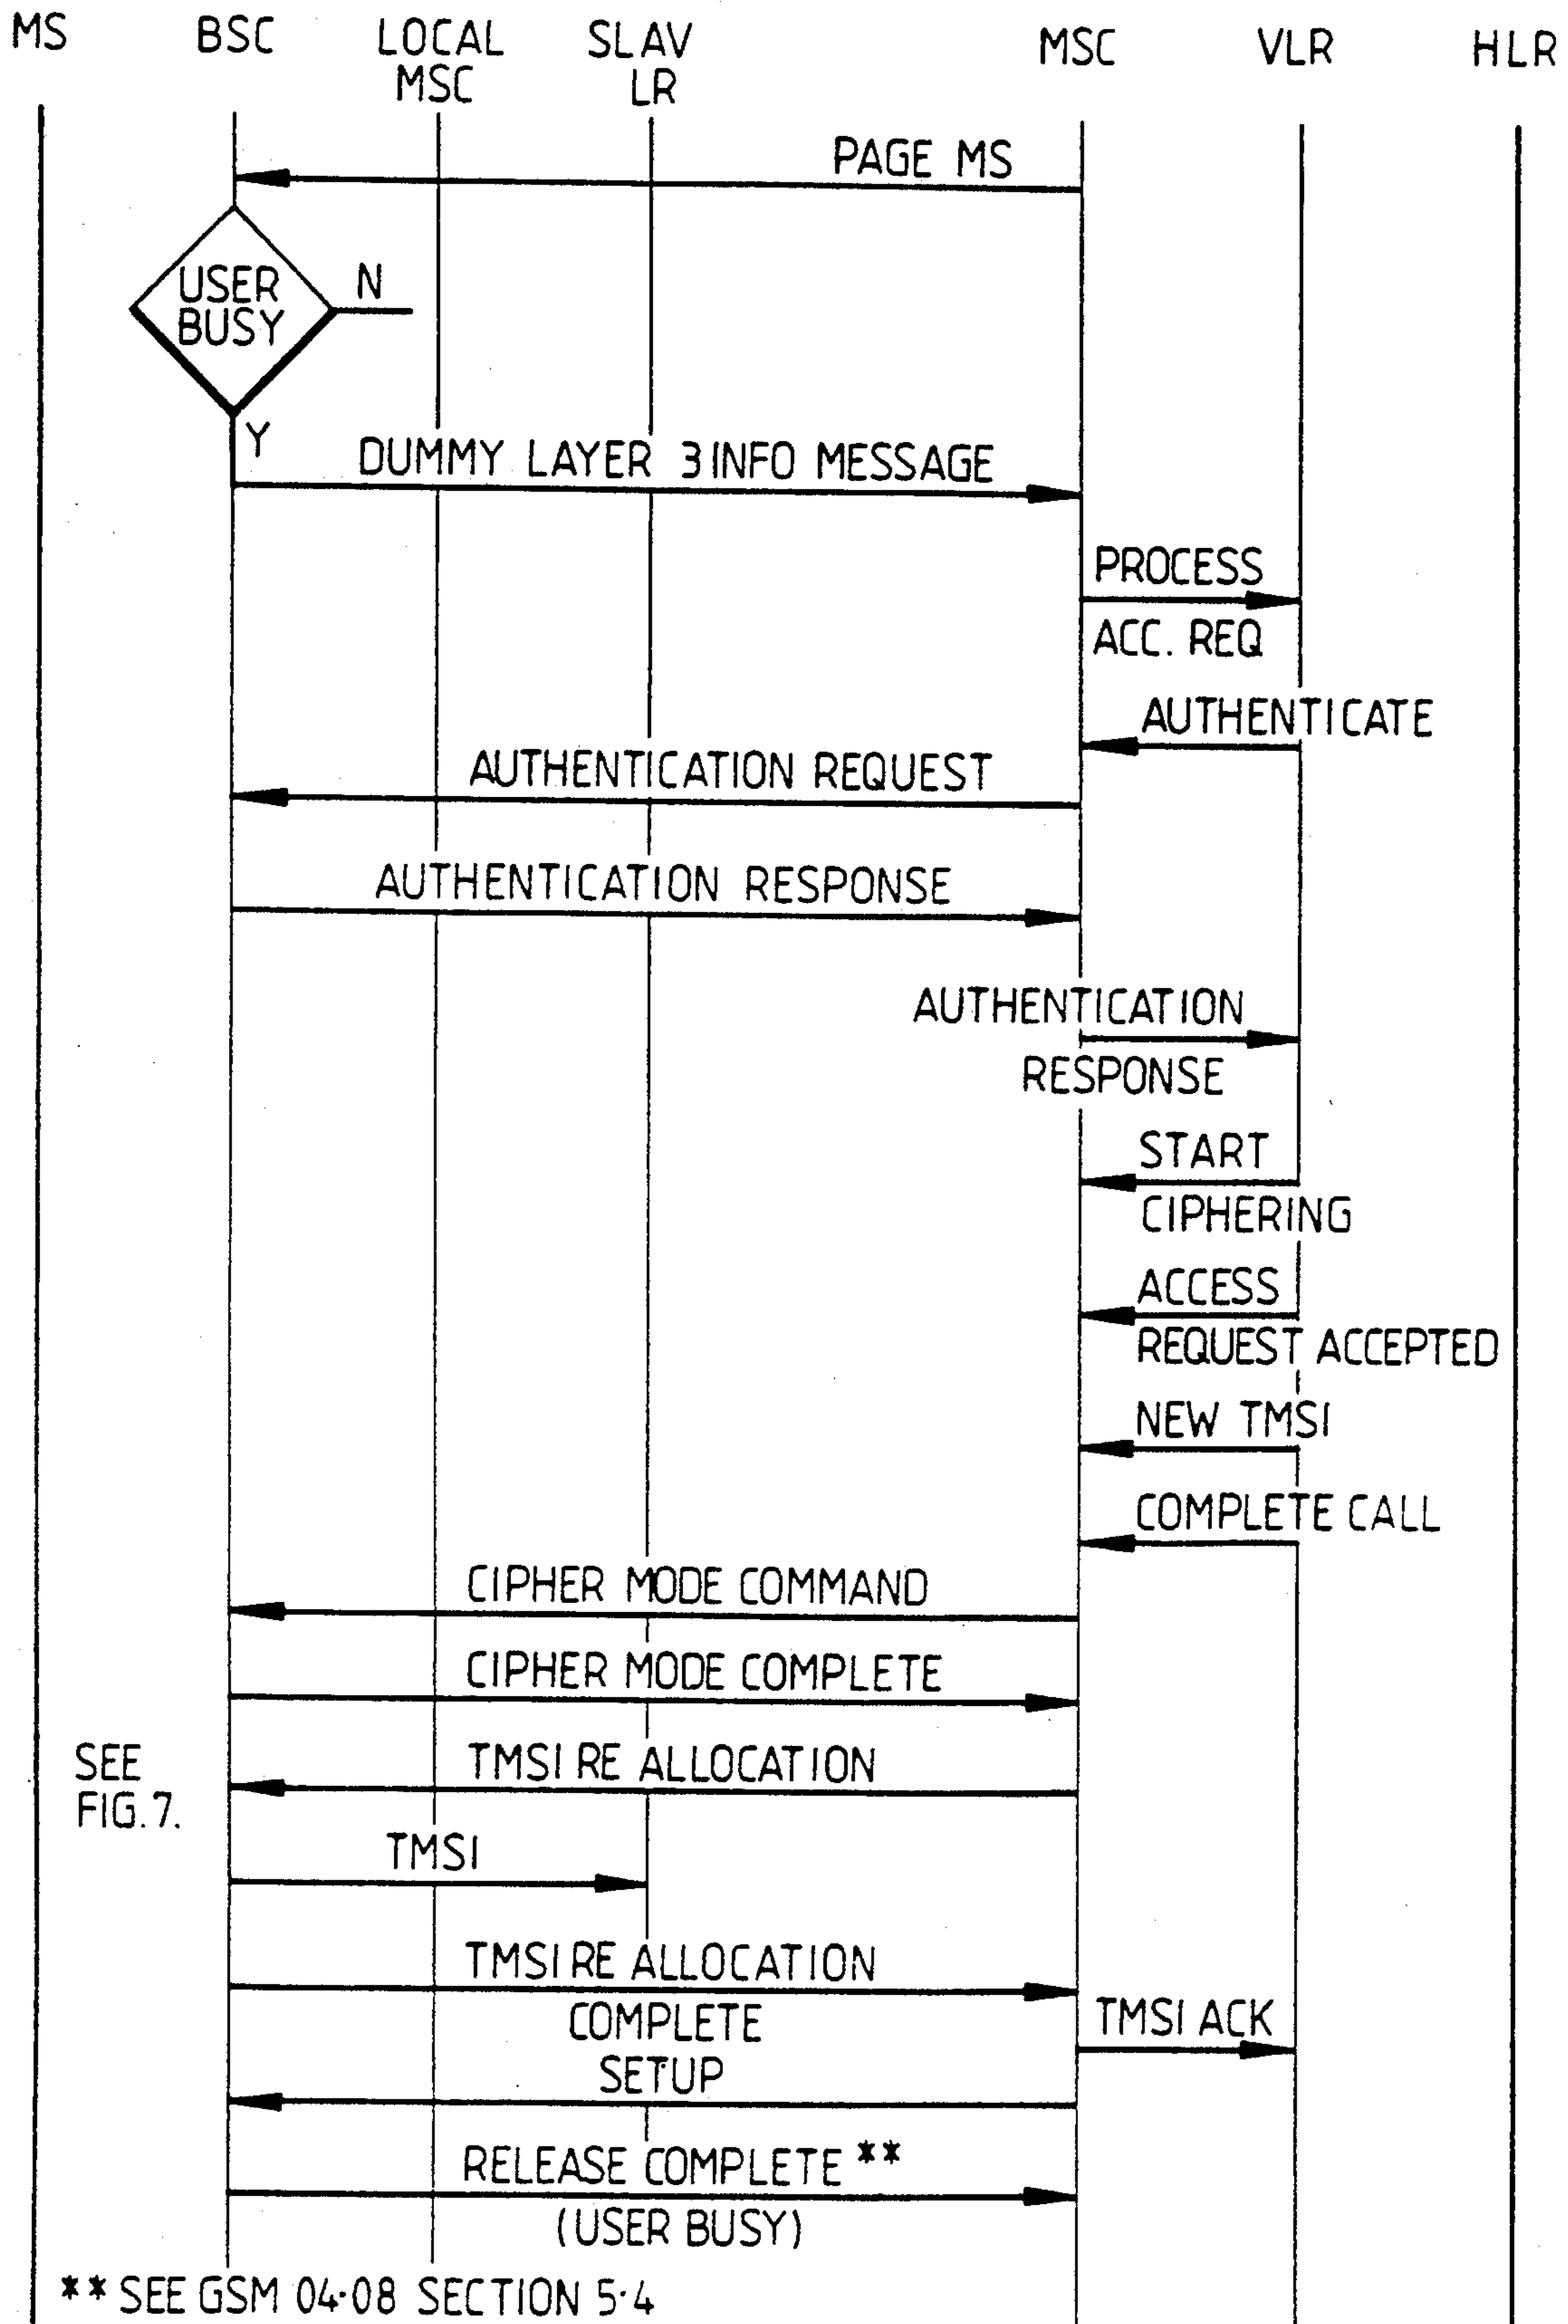 MS BSC LOCAL SLAV MSC VLR HLR
MSC LR
PAGE MS
USER N
BUSY
Y
DUMMY LAYER 3 INFO MESSAGE
PROCESS
ACC. REQ
AUTHENTICATE
AUTHENTICATION REQUEST
AUTHENTICATION RESPONSE
AUTHENTICATION
RESPONSE
START
CIPHERING
ACCESS
REQUEST ACCEPTED
NEW TMSI
COMPLETE CALL
CIPHER MODE COMMAND
CIPHER MODE COMPLETE
SEE
FIG. 7.
TMSI RE ALLOCATION
TMSI
TMSI RE ALLOCATION
COMPLETE
TMSI ACK
SETUP
RELEASE COMPLETE **
(USER BUSY)
** SEE GSM 04·08 SECTION 5·4